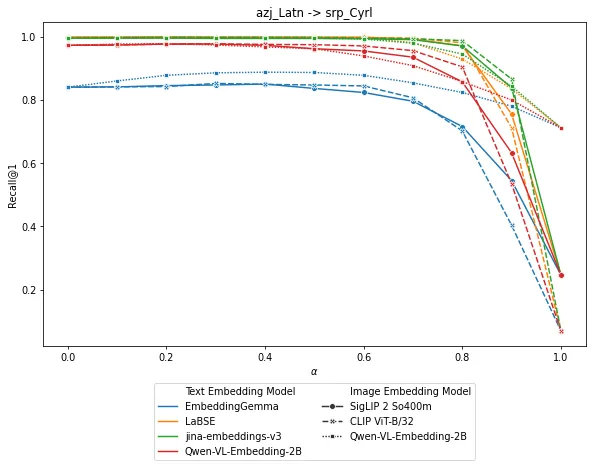 azj_Latn -> srp_Cyrl
Recall@1
1.0
0.8
0.6
0.4
0.2
0.0 0.2 0.4 0.6 0.8 1.0
α
Text Embedding Model Image Embedding Model
EmbeddingGemma SigLIP 2 So400m
LaBSE CLIP ViT-B/32
jina-embeddings-v3 Qwen-VL-Embedding-2B
Qwen-VL-Embedding-2B